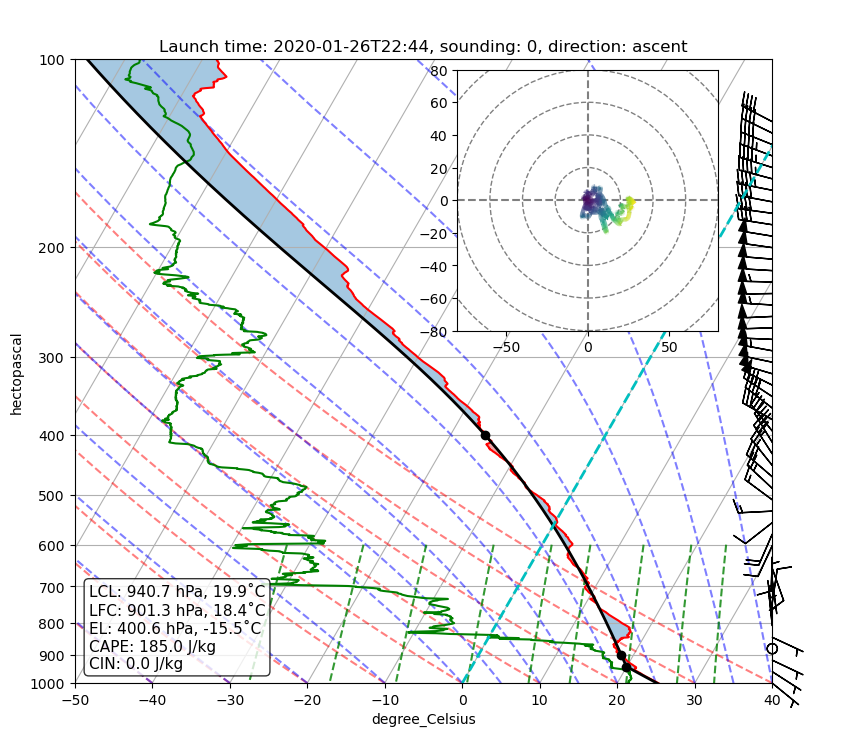 Launch time: 2020-01-26T22:44, sounding: 0, direction: ascent
100
200
300
400
500
600
700
800
900
1000
hectopascal
80
60
40
20
0
−20
−40
−60
−80
−50 0 50
LCL: 940.7 hPa, 19.9˚C
LFC: 901.3 hPa, 18.4˚C
EL: 400.6 hPa, -15.5˚C
CAPE: 185.0 J/kg
CIN: 0.0 J/kg
−50 −40 −30 −20 −10 0 10 20 30 40
degree_Celsius